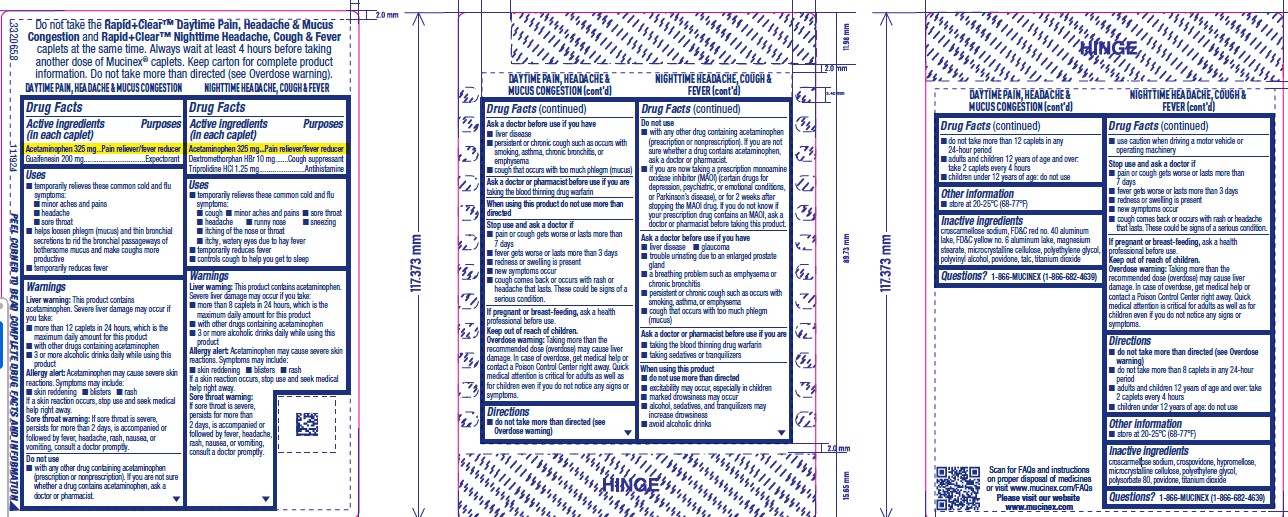 3320658
111924
PEEL CORNER TO READ COMPLETE DRUG FACTS AND INFORMATION
Do not take the Rapid+Clear™ Daytime Pain, Headache & Mucus
Congestion and Rapid+Clear™ Nighttime Headache, Cough & Fever
caplets at the same time. Always wait at least 4 hours before taking
another dose of Mucinex® caplets. Keep carton for complete product
information. Do not take more than directed (see Overdose warning).
DAYTIME PAIN, HEADACHE & MUCUS CONGESTION
Drug Facts
Active ingredients Purposes
(in each caplet)
Acetaminophen 325 mg...Pain reliever/fever reducer
Guaifenesin 200 mg....Expectorant
Uses
■ temporarily relieves these common cold and flu
symptoms:
■ minor aches and pains
■ headache
■ sore throat
■ helps loosen phlegm (mucus) and thin bronchial
secretions to rid the bronchial passageways of
bothersome mucus and make coughs more
productive
■ temporarily reduces fever
Warnings
Liver warning: This product contains
acetaminophen. Severe liver damage may occur if
you take:
■ more than 12 caplets in 24 hours, which is the
maximum daily amount for this product
■ with other drugs containing acetaminophen
■ 3 or more alcoholic drinks daily while using this
product
Allergy alert: Acetaminophen may cause severe skin
reactions. Symptoms may include:
■ skin reddening ■ blisters ■ rash
If a skin reaction occurs, stop use and seek medical
help right away.
Sore throat warning: If sore throat is severe,
persists for more than 2 days, is accompanied or
followed by fever, headache, rash, nausea, or
vomiting, consult a doctor promptly.
Do not use
■ with any other drug containing acetaminophen
(prescription or nonprescription). If you are not sure
whether a drug contains acetaminophen, ask a
doctor or pharmacist.
NIGHTTIME HEADACHE, COUGH & FEVER
Drug Facts
Active ingredients Purposes
(in each caplet)
Acetaminophen 325 mg...Pain reliever/fever reducer
Dextromethorphan HBr 10 mg.......Cough suppressant
Triprolidine HCl 1.25 mg....Antihistamine
Uses
■ temporarily relieves these common cold and flu
symptoms:
■ cough ■ minor aches and pains ■ sore throat
■ headache ■ runny nose ■ sneezing
■ itching of the nose or throat
■ itchy, watery eyes due to hay fever
■ temporarily reduces fever
■ controls cough to help you get to sleep
Warnings
Liver warning: This product contains acetaminophen.
Severe liver damage may occur if you take:
■ more than 8 caplets in 24 hours, which is the
maximum daily amount for this product
■ with other drugs containing acetaminophen
■ 3 or more alcoholic drinks daily while using this
product
Allergy alert: Acetaminophen may cause severe skin
reactions. Symptoms may include:
■ skin reddening ■ blisters ■ rash
If a skin reaction occurs, stop use and seek medical
help right away.
Sore throat warning:
If sore throat is severe,
persists for more than
2 days, is accompanied or
followed by fever, headache,
rash, nausea, or vomiting,
consult a doctor promptly.
2.0 mm
117.373 mm
DAYTIME PAIN, HEADACHE &
MUCUS CONGESTION (cont'd)
Drug Facts (continued)
Ask a doctor before use if you have
■ liver disease
■ persistent or chronic cough such as occurs with
smoking, asthma, chronic bronchitis, or
emphysema
■ cough that occurs with too much phlegm (mucus)
Ask a doctor or pharmacist before use if you are
taking the blood thinning drug warfarin
When using this product do not use more than
directed
Stop use and ask a doctor if
■ pain or cough gets worse or lasts more than
7 days
■ fever gets worse or lasts more than 3 days
■ redness or swelling is present
■ new symptoms occur
■ cough comes back or occurs with rash or
headache that lasts. These could be signs of a
serious condition.
If pregnant or breast-feeding, ask a health
professional before use.
Keep out of reach of children.
Overdose warning: Taking more than the
recommended dose (overdose) may cause liver
damage. In case of overdose, get medical help or
contact a Poison Control Center right away. Quick
medical attention is critical for adults as well as
for children even if you do not notice any signs or
symptoms.
Directions
■ do not take more than directed (see
Overdose warning)
NIGHTTIME HEADACHE, COUGH &
FEVER (cont'd)
Drug Facts (continued)
Do not use
■ with any other drug containing acetaminophen
(prescription or nonprescription). If you are not
sure whether a drug contains acetaminophen,
ask a doctor or pharmacist.
■ if you are now taking a prescription monoamine
oxidase inhibitor (MAOI) (certain drugs for
depression, psychiatric, or emotional conditions,
or Parkinson's disease), or for 2 weeks after
stopping the MAOI drug. If you do not know if
your prescription drug contains an MAOI, ask a
doctor or pharmacist before taking this product.
Ask a doctor before use if you have
■ liver disease ■ glaucoma
■ trouble urinating due to an enlarged prostate
gland
■ a breathing problem such as emphysema or
chronic bronchitis
■ persistent or chronic cough such as occurs with
smoking, asthma, or emphysema
■ cough that occurs with too much phlegm
(mucus)
Ask a doctor or pharmacist before use if you are
■ taking the blood thinning drug warfarin
■ taking sedatives or tranquilizers
When using this product
■ do not use more than directed
■ excitability may occur, especially in children
■ marked drowsiness may occur
■ alcohol, sedatives, and tranquilizers may
increase drowsiness
■ avoid alcoholic drinks
HINGE
11.98 mm
2.0 mm
89.73 mm
2.0 mm
15.65 mm
117.373 mm
HINGE
DAYTIME PAIN, HEADACHE &
MUCUS CONGESTION (cont'd)
Drug Facts (continued)
■ do not take more than 12 caplets in any
24-hour period
■ adults and children 12 years of age and over:
take 2 caplets every 4 hours
■ children under 12 years of age: do not use
Other information
■ store at 20-25°C (68-77°F)
Inactive ingredients
croscarmellose sodium, FD&C red no. 40 aluminum
lake, FD&C yellow no. 6 aluminum lake, magnesium
stearate, microcrystalline cellulose, polyethylene glycol,
polyvinyl alcohol, povidone, talc, titanium dioxide
Questions? 1-866-MUCINEX (1-866-682-4639)
Scan for FAQs and instructions
on proper disposal of medicines
or visit www.mucinex.com/FAQs
Please visit our website
www.mucinex.com
NIGHTTIME HEADACHE, COUGH &
FEVER (cont'd)
Drug Facts (continued)
■ use caution when driving a motor vehicle or
operating machinery
Stop use and ask a doctor if
■ pain or cough gets worse or lasts more than
7 days
■ fever gets worse or lasts more than 3 days
■ redness or swelling is present
■ new symptoms occur
■ cough comes back or occurs with rash or headache
that lasts. These could be signs of a serious condition.
If pregnant or breast-feeding, ask a health
professional before use.
Keep out of reach of children.
Overdose warning: Taking more than the
recommended dose (overdose) may cause liver
damage. In case of overdose, get medical help or
contact a Poison Control Center right away. Quick
medical attention is critical for adults as well as for
children even if you do not notice any signs or
symptoms.
Directions
■ do not take more than directed (see Overdose
warning)
■ do not take more than 8 caplets in any 24-hour
period
■ adults and children 12 years of age and over: take
2 caplets every 4 hours
■ children under 12 years of age: do not use
Other information
■ store at 20-25°C (68-77°F)
Inactive ingredients
croscarmellose sodium, crospovidone, hypromellose,
microcrystalline cellulose, polyethylene glycol,
polysorbate 80, povidone, titanium dioxide
Questions? 1-866-MUCINEX (1-866-682-4639)